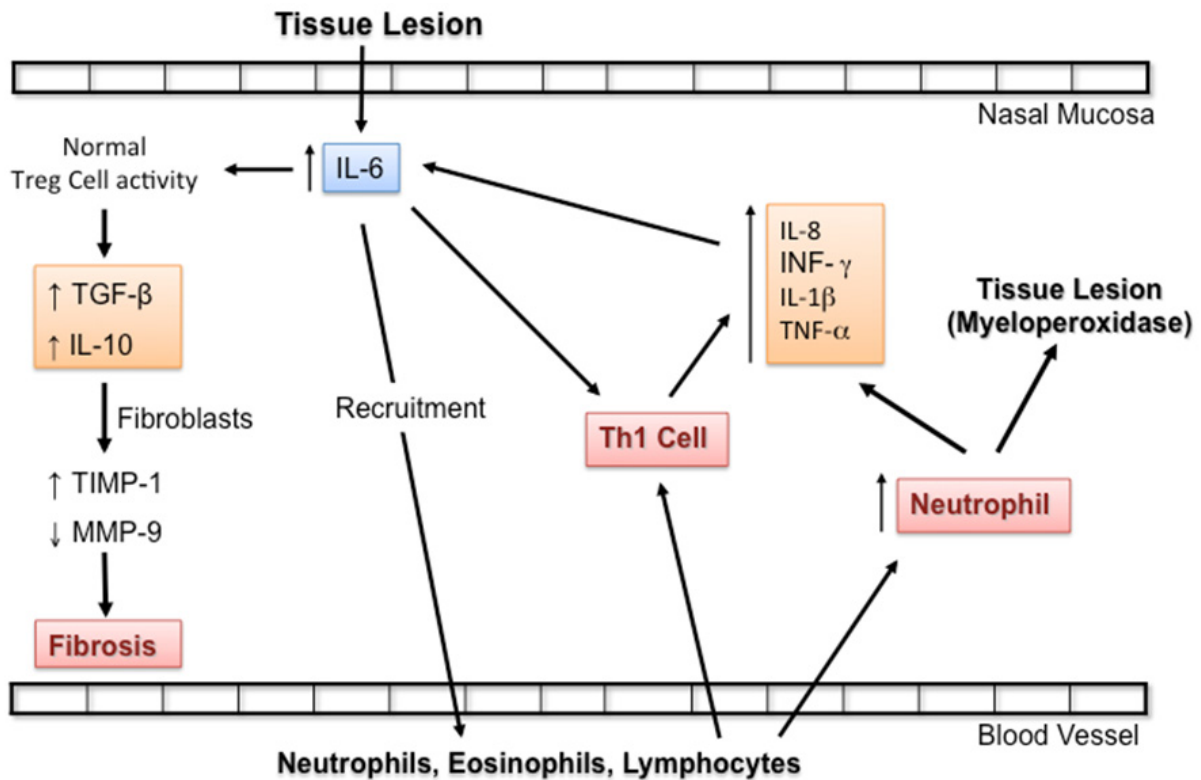 Tissue Lesion
Nasal Mucosa
Normal
Treg Cell activity
↑ IL-6
↑ TGF-β
↑ IL-10
Fibroblasts
↑ TIMP-1
↓ MMP-9
Fibrosis
Recruitment
Th1 Cell
↑ IL-8
INF- γ
IL-1β
TNF-α
Tissue Lesion
(Myeloperoxidase)
↑ Neutrophil
Blood Vessel
Neutrophils, Eosinophils, Lymphocytes